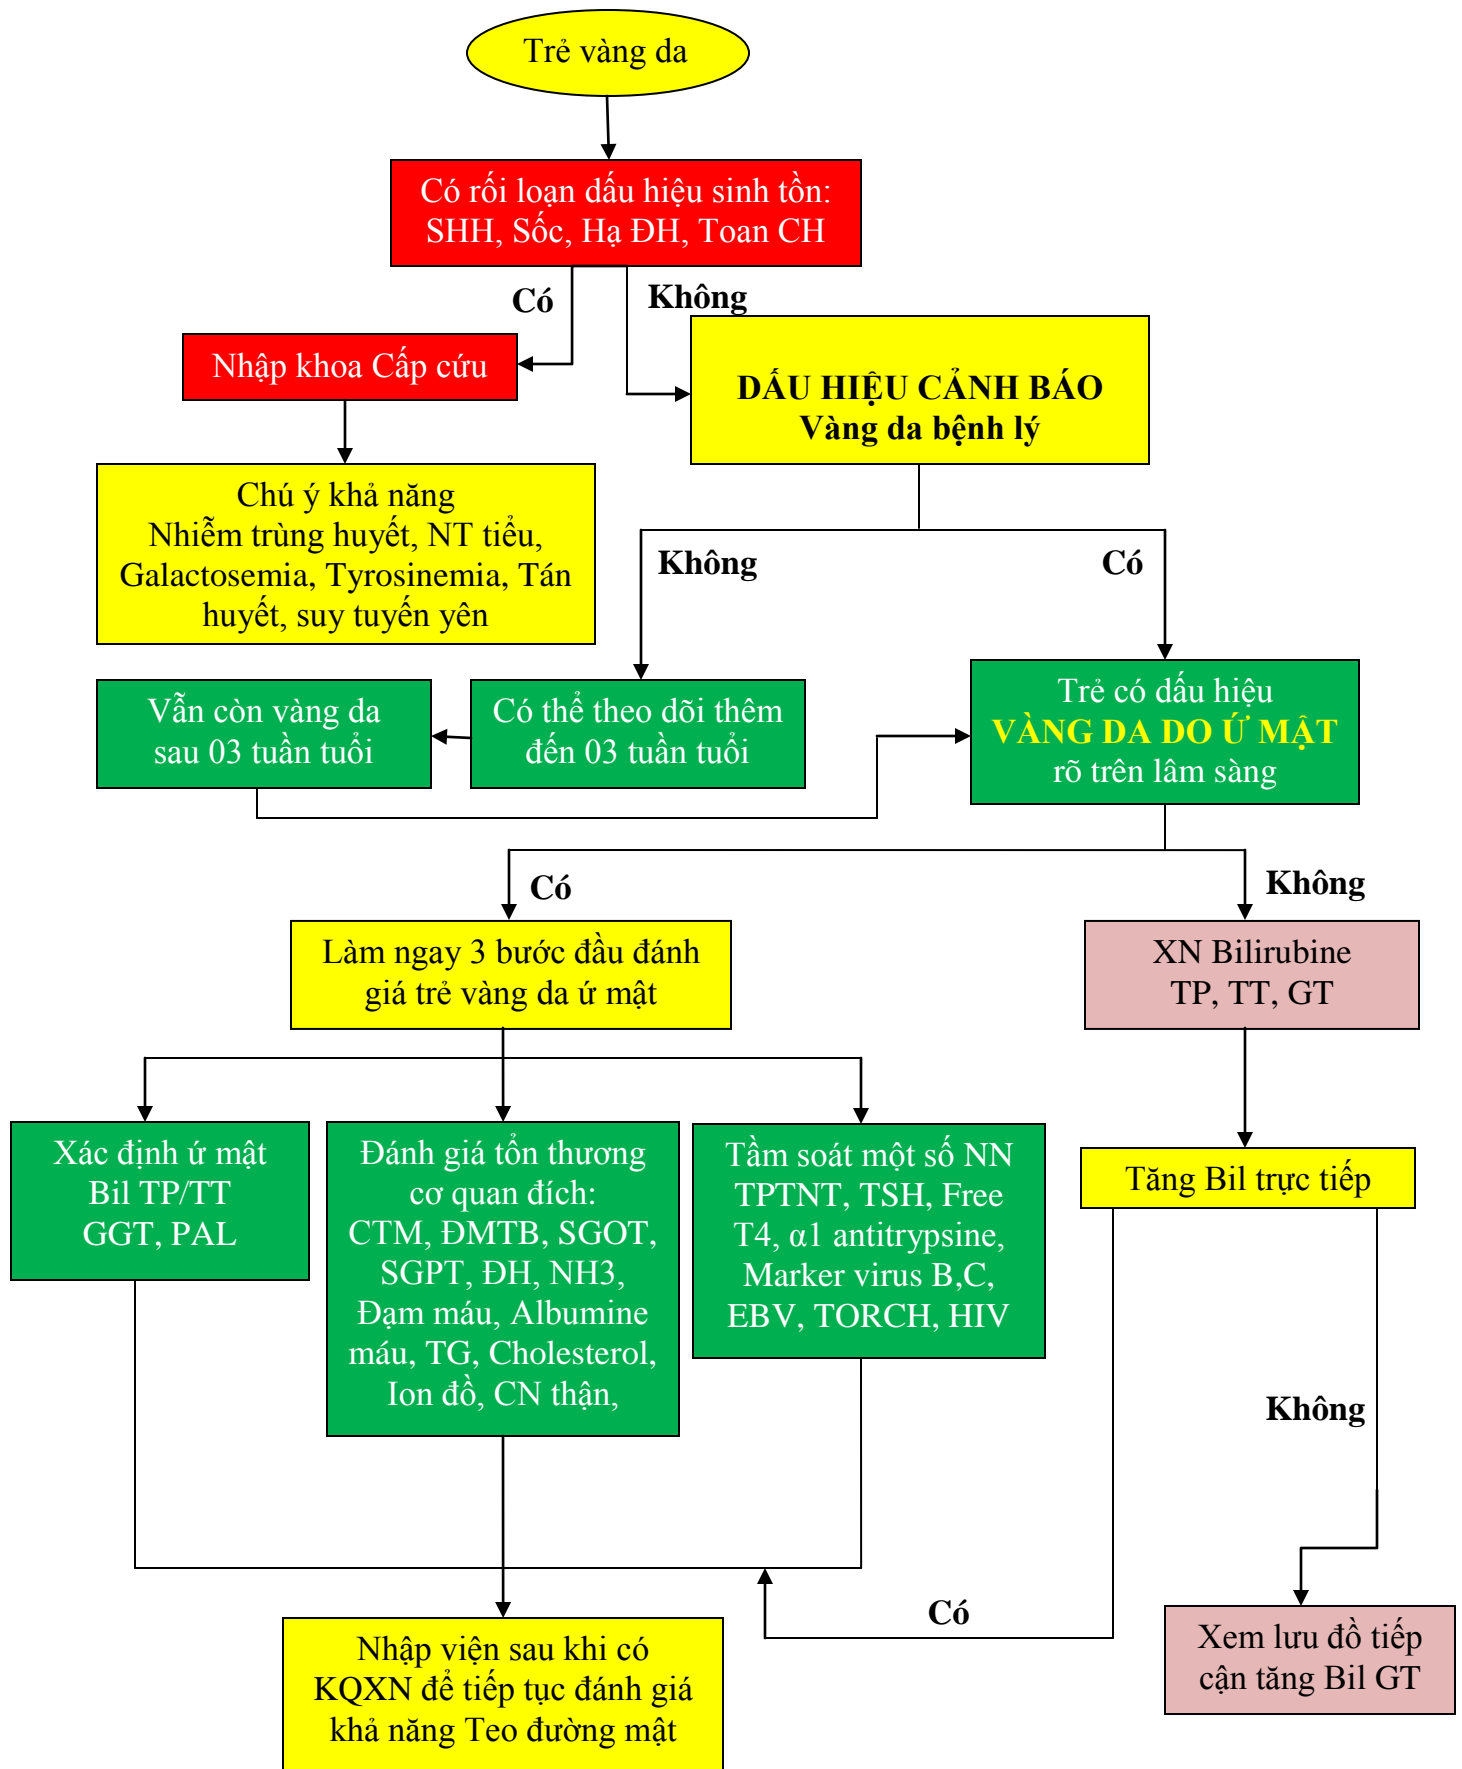 Trẻ vàng da
Có rối loạn dấu hiệu sinh tồn:
SHH, Sốc, Hạ ĐH, Toan CH
Có
Không
Nhập khoa Cấp cứu
DẤU HIỆU CẢNH BÁO
Vàng da bệnh lý
Chú ý khả năng
Nhiễm trùng huyết, NT tiểu,
Galactosemia, Tyrosinemia, Tán
huyết, suy tuyến yên
Không
Có
Vẫn còn vàng da
sau 03 tuần tuổi
Có thể theo dõi thêm
đến 03 tuần tuổi
Trẻ có dấu hiệu
VÀNG DA DO Ứ MẬT
rõ trên lâm sàng
Có
Không
Làm ngay 3 bước đầu đánh
giá trẻ vàng da ứ mật
XN Bilirubine
TP, TT, GT
Xác định ứ mật
Bil TP/TT
GGT, PAL
Đánh giá tổn thương
cơ quan đích:
CTM, ĐMTB, SGOT,
SGPT, ĐH, NH3,
Đạm máu, Albumine
máu, TG, Cholesterol,
Ion đồ, CN thận,
Tầm soát một số NN
TPTNT, TSH, Free
T4, α1 antitrypsine,
Marker virus B,C,
EBV, TORCH, HIV
Tăng Bil trực tiếp
Không
Có
Nhập viện sau khi có
KQXN để tiếp tục đánh giá
khả năng Teo đường mật
Xem lưu đồ tiếp
cận tăng Bil GT